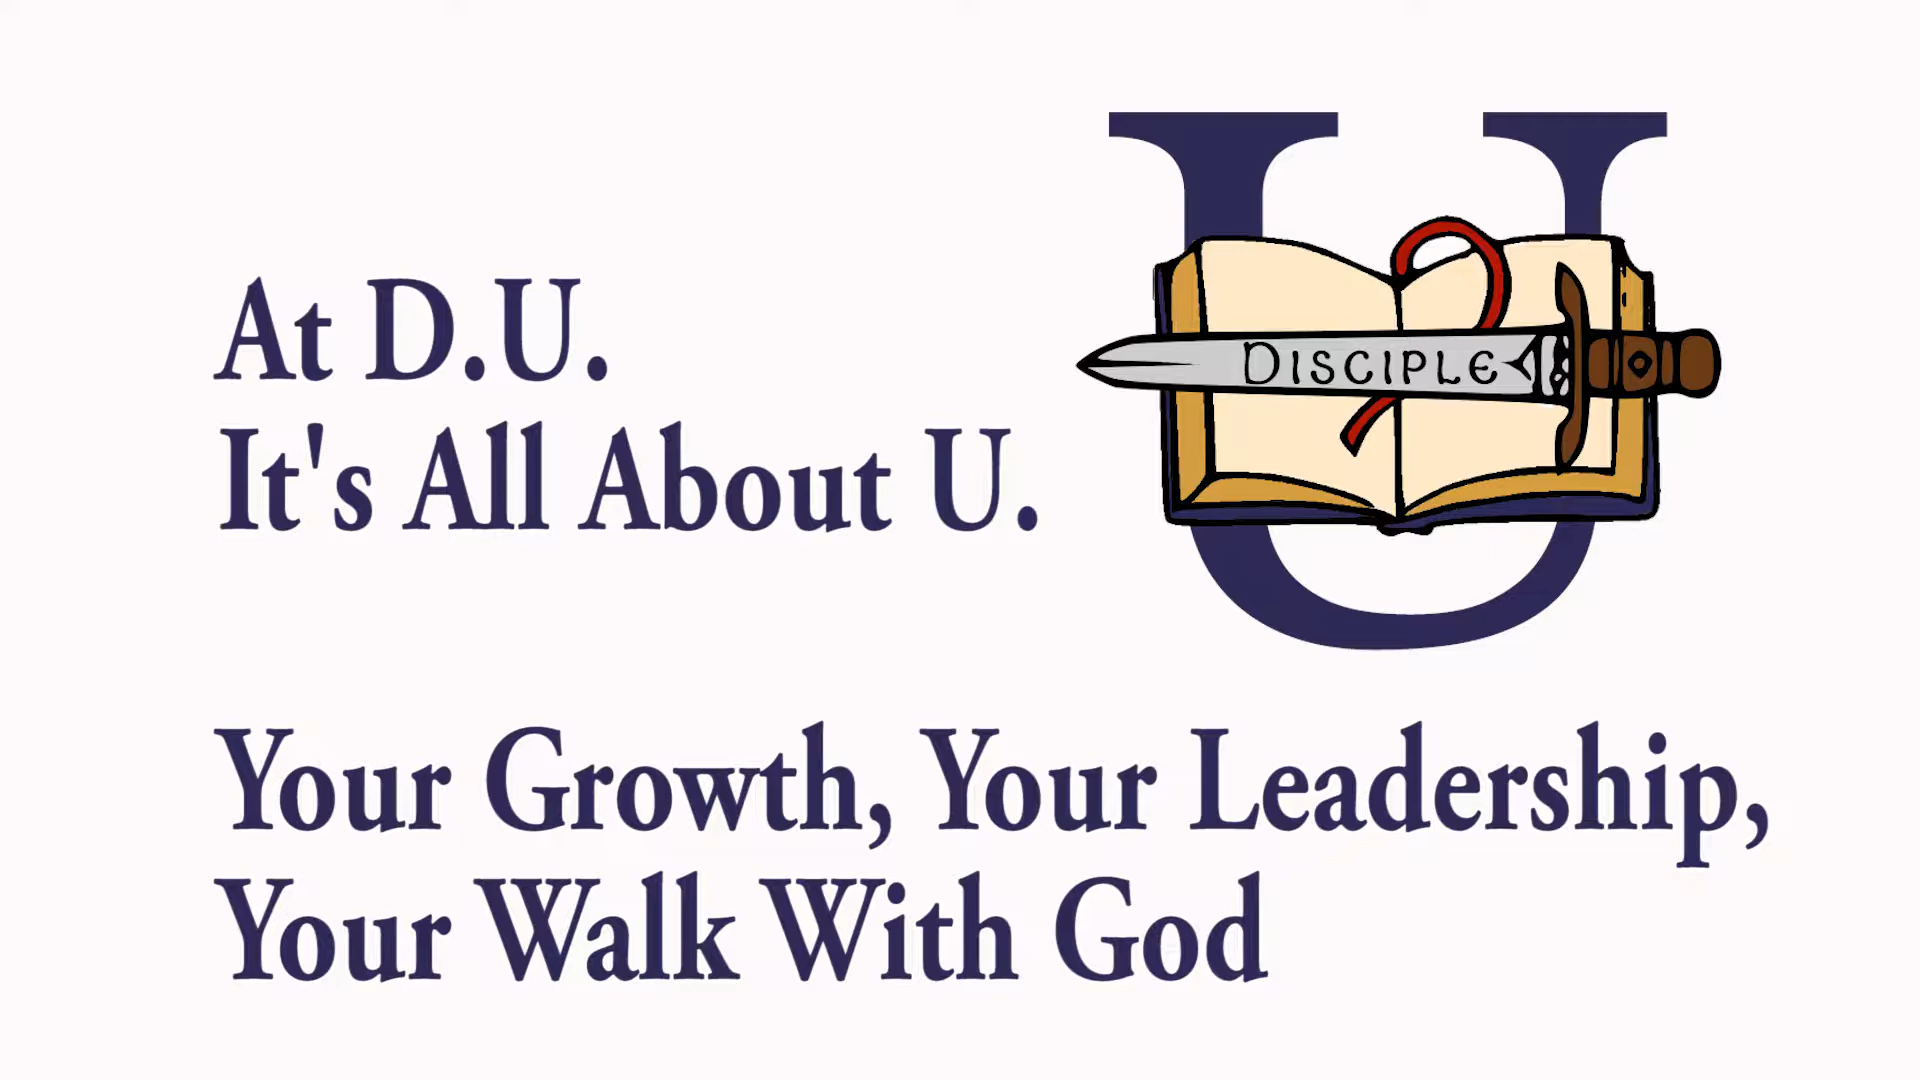 At D.U.
It's All About U.
U
DISCIPLE
Your Growth, Your Leadership,
Your Walk With God